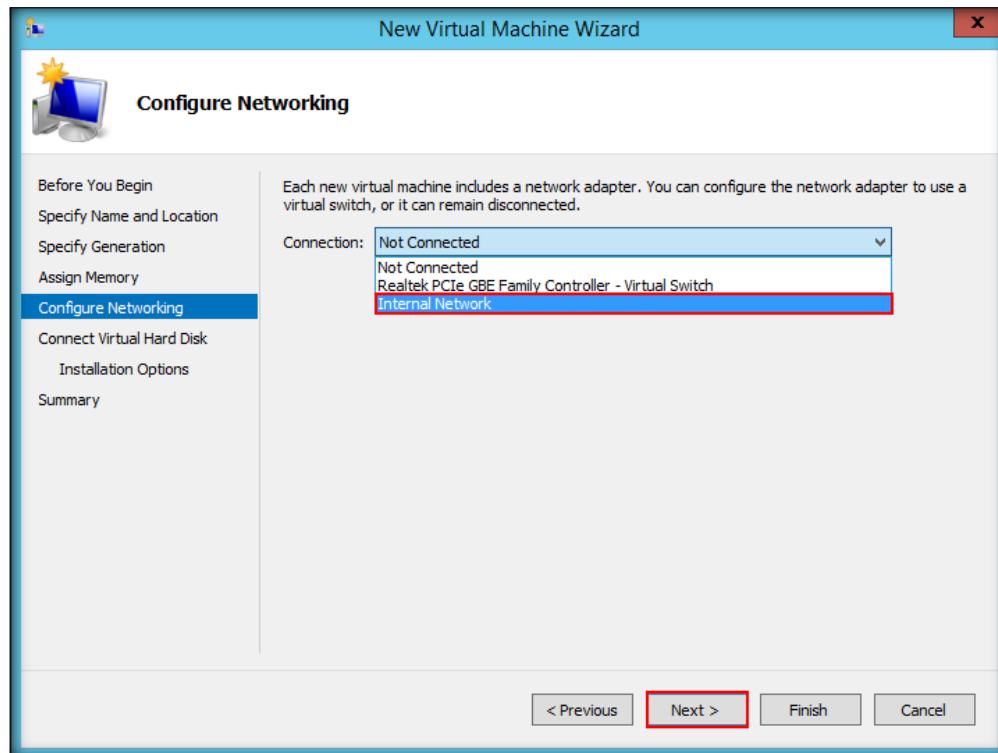 New Virtual Machine Wizard
x
Configure Networking
Before You Begin
Specify Name and Location
Specify Generation
Assign Memory
Configure Networking
Connect Virtual Hard Disk
Installation Options
Summary
Each new virtual machine includes a network adapter. You can configure the network adapter to use a
virtual switch, or it can remain disconnected.
Connection: Not Connected
Not Connected
Realtek PCIe GBE Family Controller - Virtual Switch
Internal Network
< Previous Next > Finish Cancel